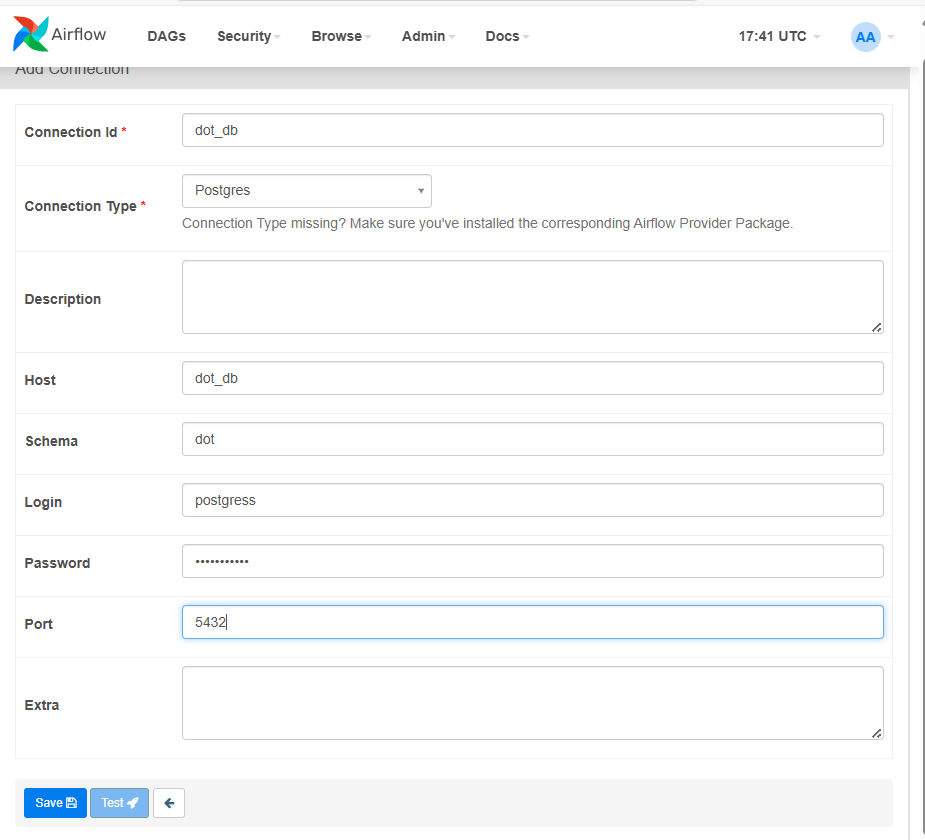 Airflow DAGs Security Browse Admin Docs 17:41 UTC AA
Add Connection
Connection Id * dot_db
Connection Type * Postgres
Connection Type missing? Make sure you've installed the corresponding Airflow Provider Package.
Description
Host dot_db
Schema dot
Login postgress
Password •••••••••••
Port 5432
Extra
Save Test